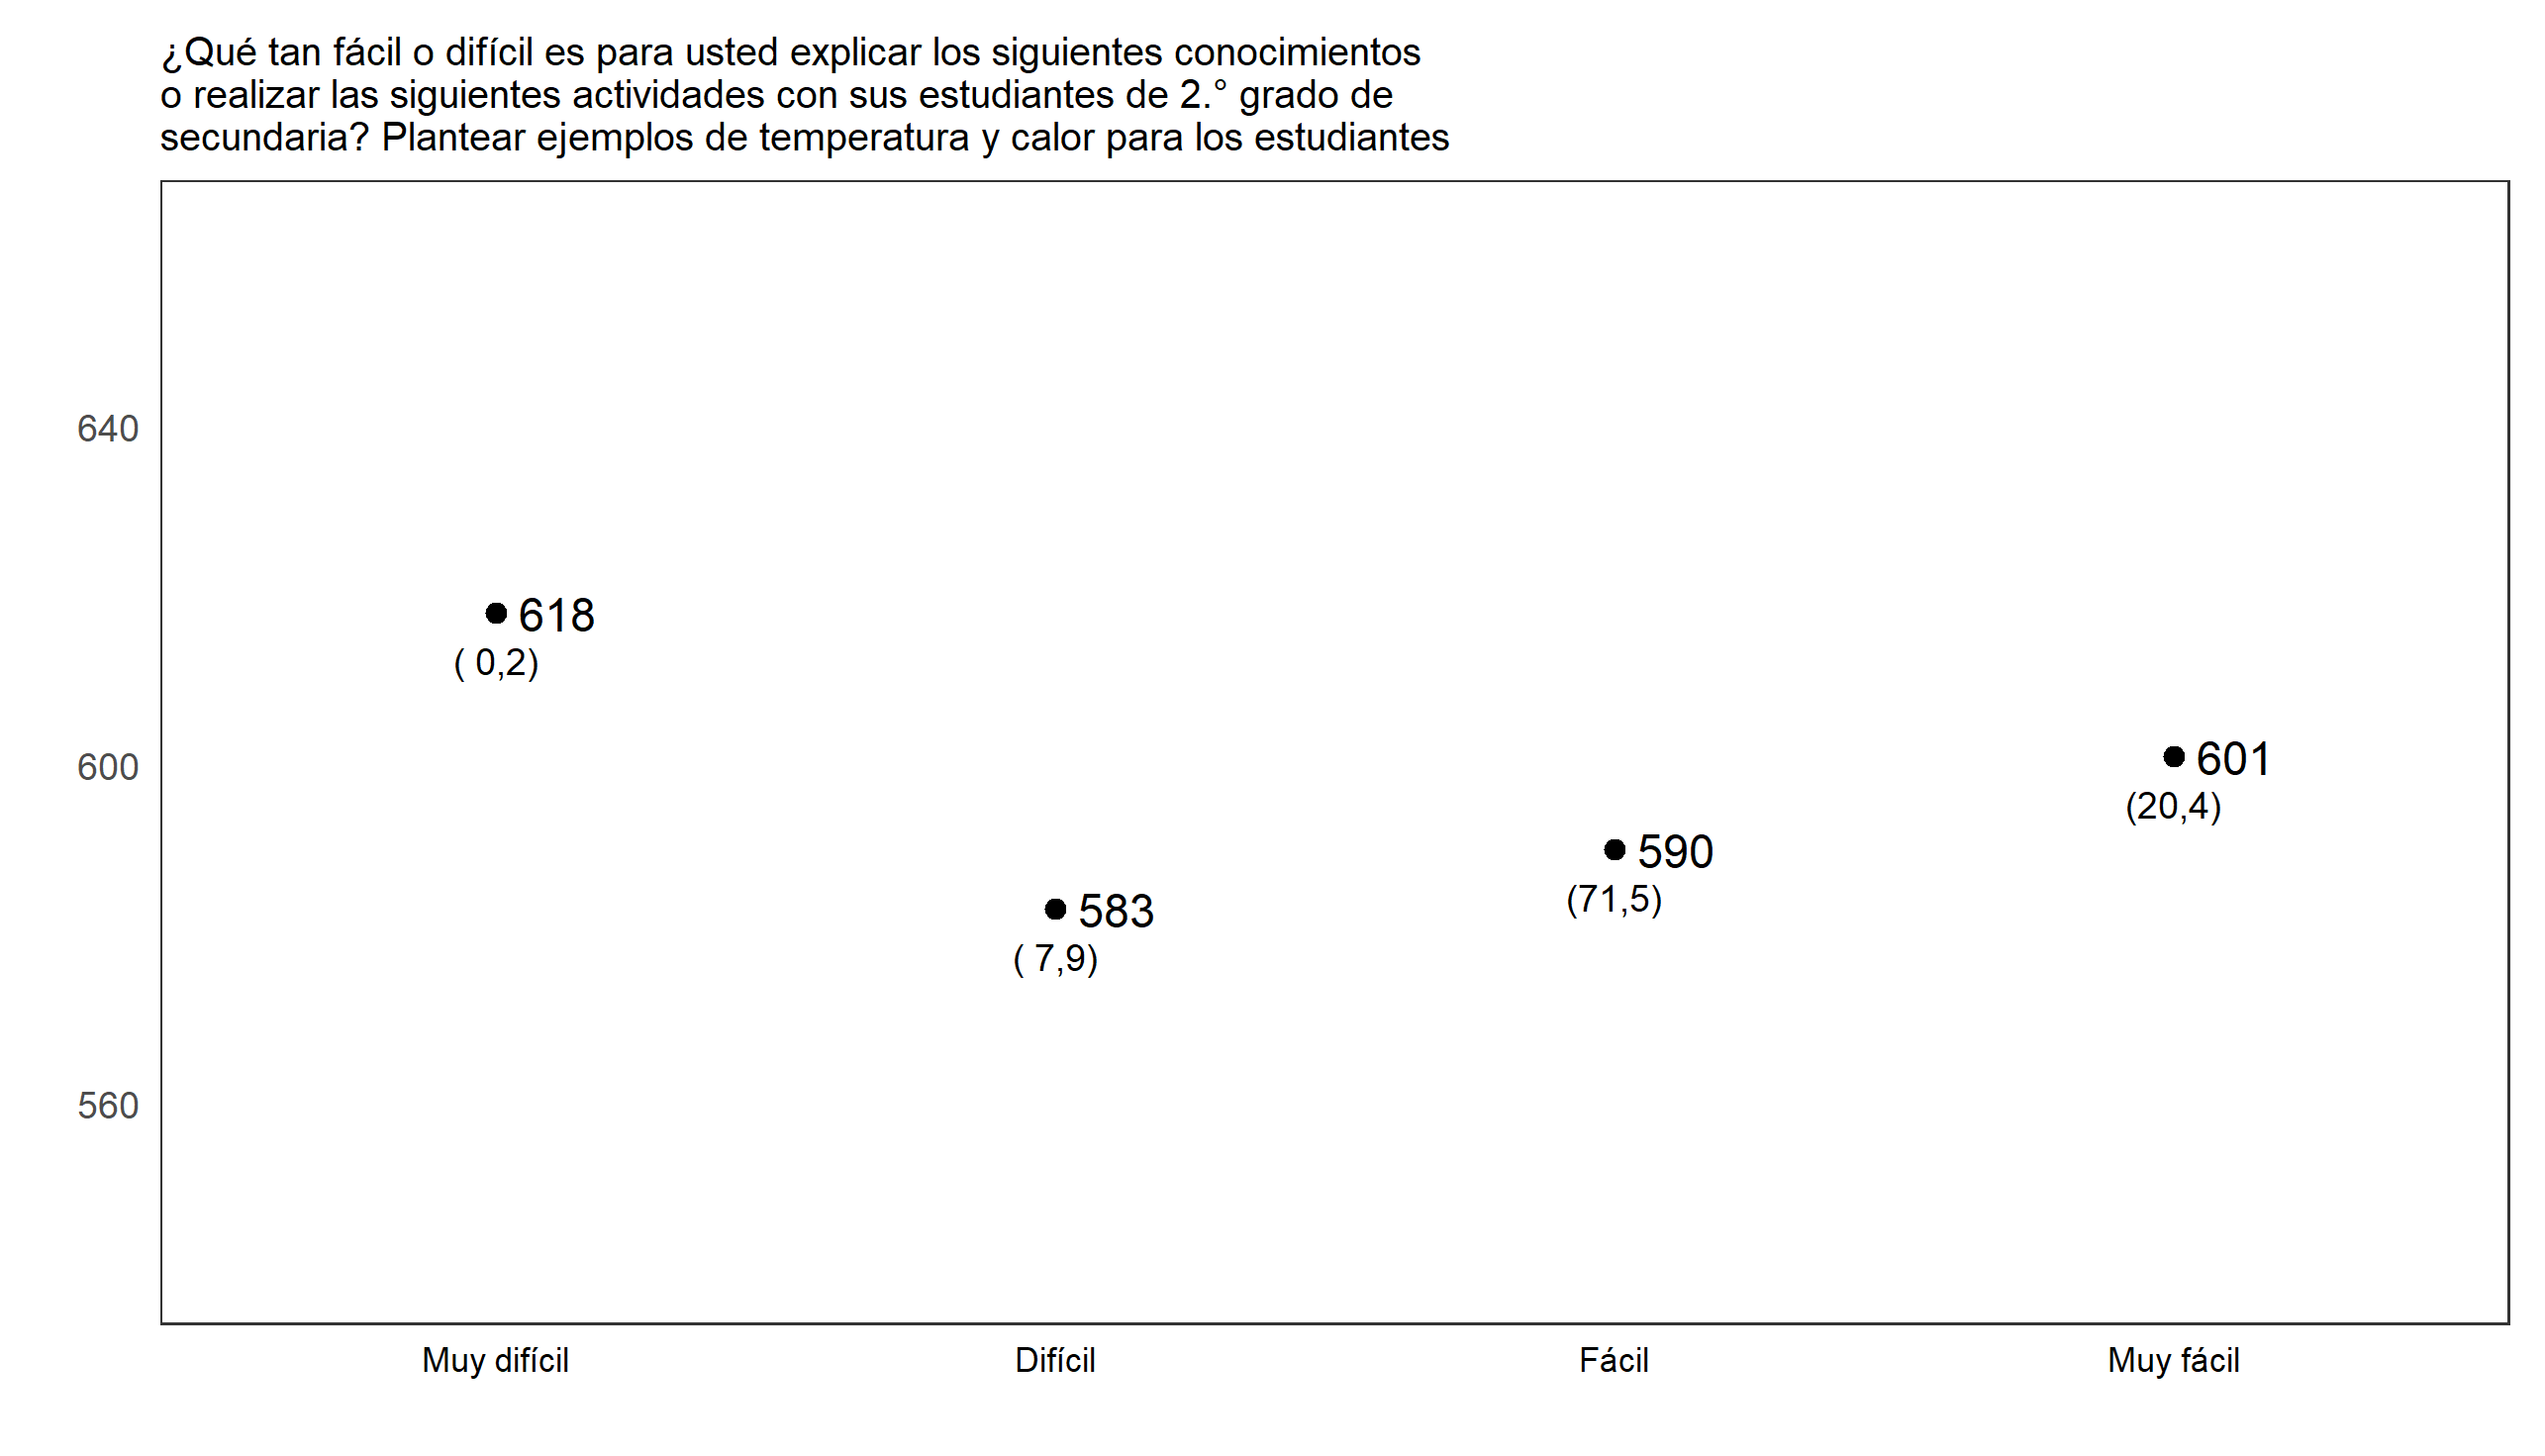 ¿Qué tan fácil o difícil es para usted explicar los siguientes conocimientos
o realizar las siguientes actividades con sus estudiantes de 2.° grado de
secundaria? Plantear ejemplos de temperatura y calor para los estudiantes
640
600
560
618
( 0,2)
583
( 7,9)
590
(71,5)
601
(20,4)
Muy difícil
Difícil
Fácil
Muy fácil